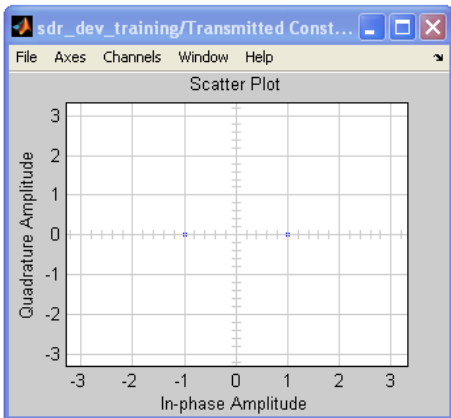 sdr_dev_training/Transmitted Const...
File Axes Channels Window Help
Scatter Plot
Quadrature Amplitude
3
2
1
0
-1
-2
-3
-3 -2 -1 0 1 2 3
In-phase Amplitude